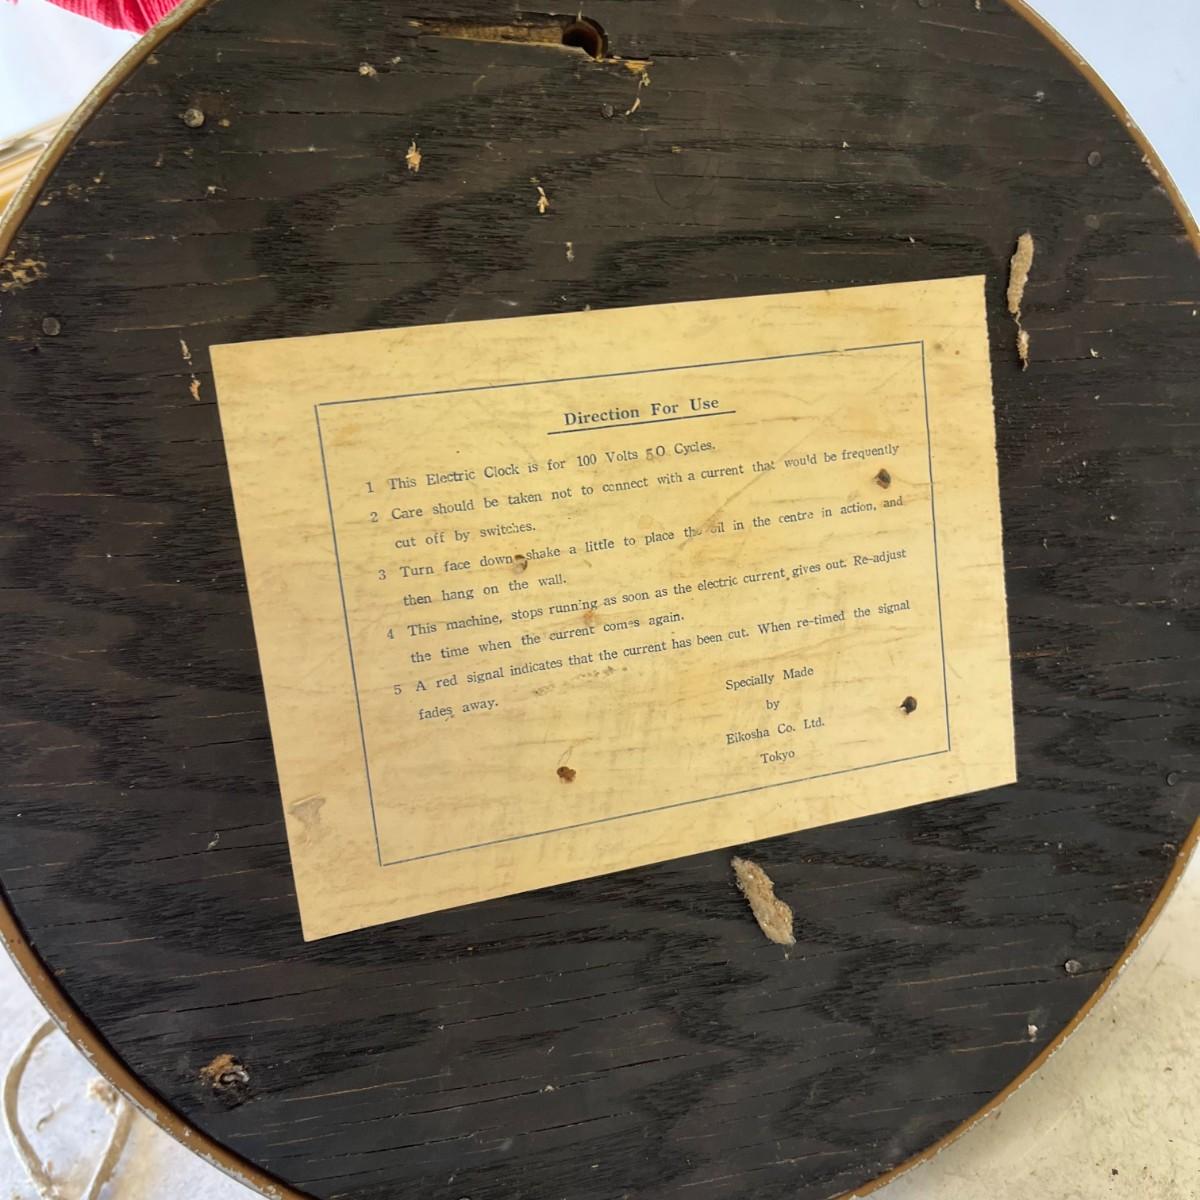 Direction For Use
1 This Electric Clock is for 100 Volts 50 Cycles.
2 Care should be taken not to connect with a current that would be frequently
cut off by switches.
3 Turn face down shake a little to place the oil in the centre in action, and
then hang on the wall.
4 This machine, stops running as soon as the electric current gives out. Re-adjust
the time when the current comes again.
5 A red signal indicates that the current has been cut. When re-timed the signal
fades away.
Specially Made
by
Eikosha Co. Ltd.
Tokyo